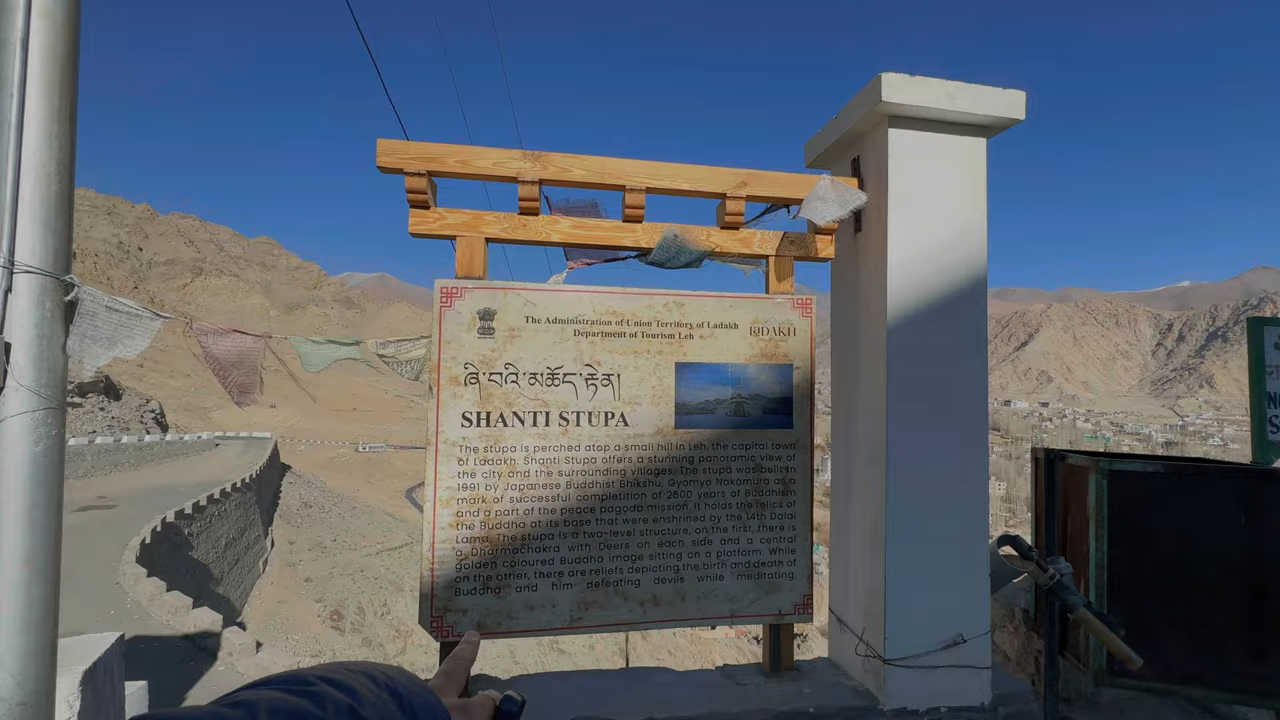 The Administration of Union Territory of Ladakh
Department of Tourism Leh
LADAKH
ཞི་བའི་མཆོད་རྟེན།
SHANTI STUPA
The stupa is perched atop a small hill in Leh, the capital town
of Ladakh. Shanti Stupa offers a stunning panoramic view of
the city and the surrounding villages. The stupa was built in
1991 by Japanese Buddhist Bhikshu, Gyomyo Nakamura as a
mark of successful completition of 2500 years of Buddhism
and a part of the peace pagoda mission. It holds the relics of
the Buddha at its base that were enshrined by the 14th Dalai
Lama. The stupa is a two-level structure, on the first, there is
a Dharmachakra with Deers on each side and a central
golden coloured Buddha image sitting on a platform. While
on the other, there are reliefs depicting the birth and death of
Buddha and him defeating devils while meditating.